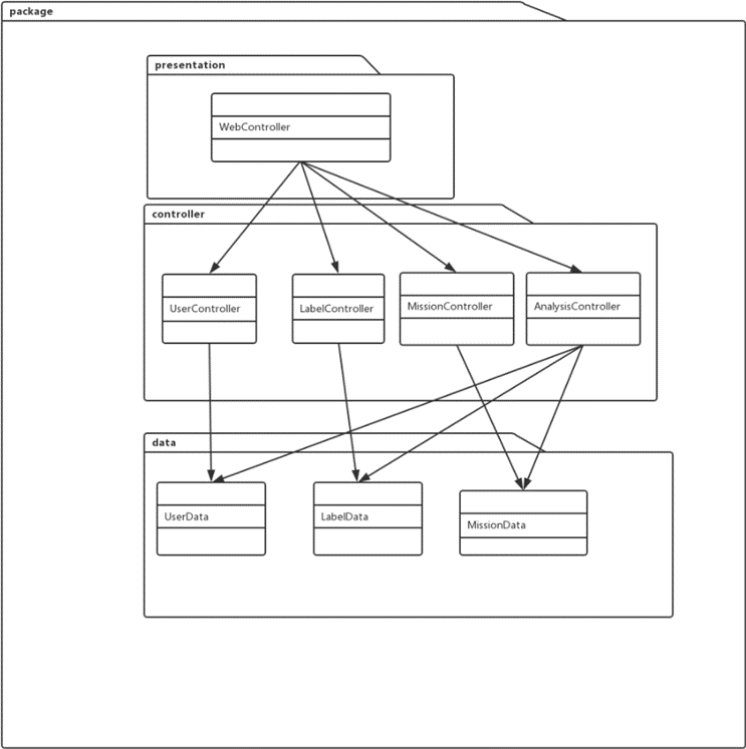 package
presentation
WebController
controller
UserController
LabelController
MissionController
AnalysisController
data
UserData
LabelData
MissionData